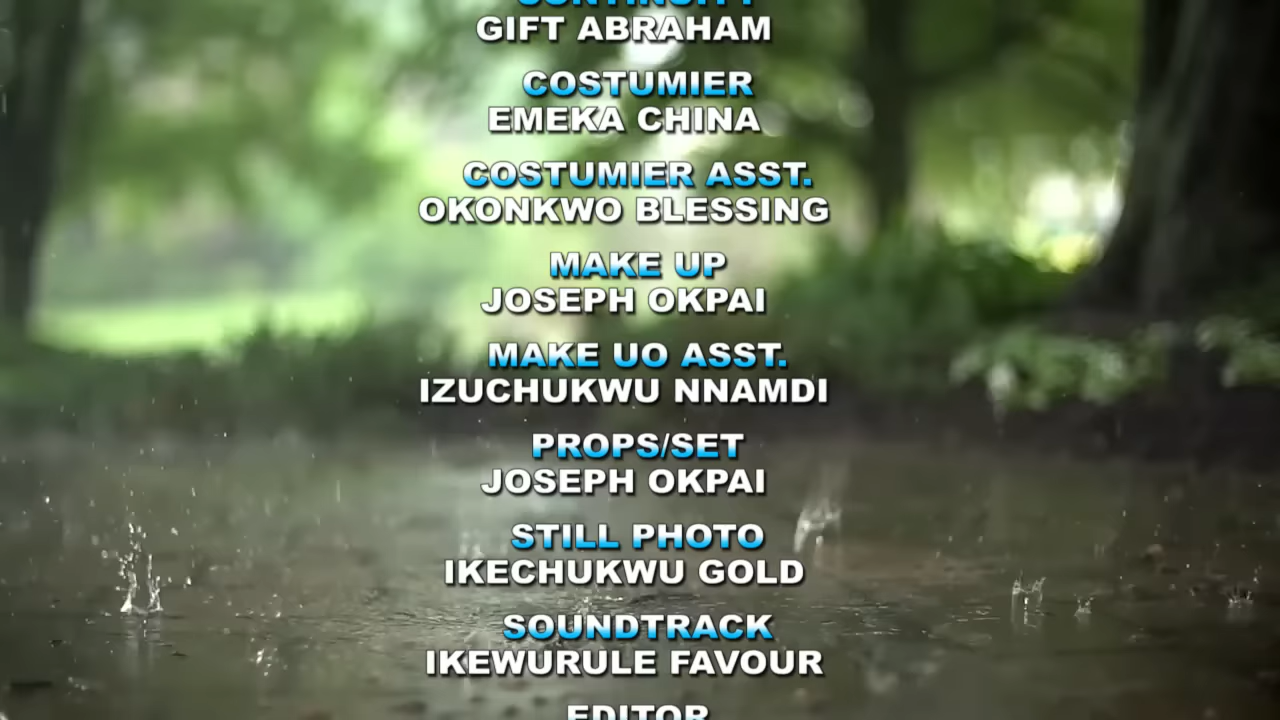 CONTINUITY
GIFT ABRAHAM
COSTUMIER
EMEKA CHINA
COSTUMIER ASST.
OKONKWO BLESSING
MAKE UP
JOSEPH OKPAI
MAKE UO ASST.
IZUCHUKWU NNAMDI
PROPS/SET
JOSEPH OKPAI
STILL PHOTO
IKECHUKWU GOLD
SOUNDTRACK
IKEWURULE FAVOUR
EDITOR